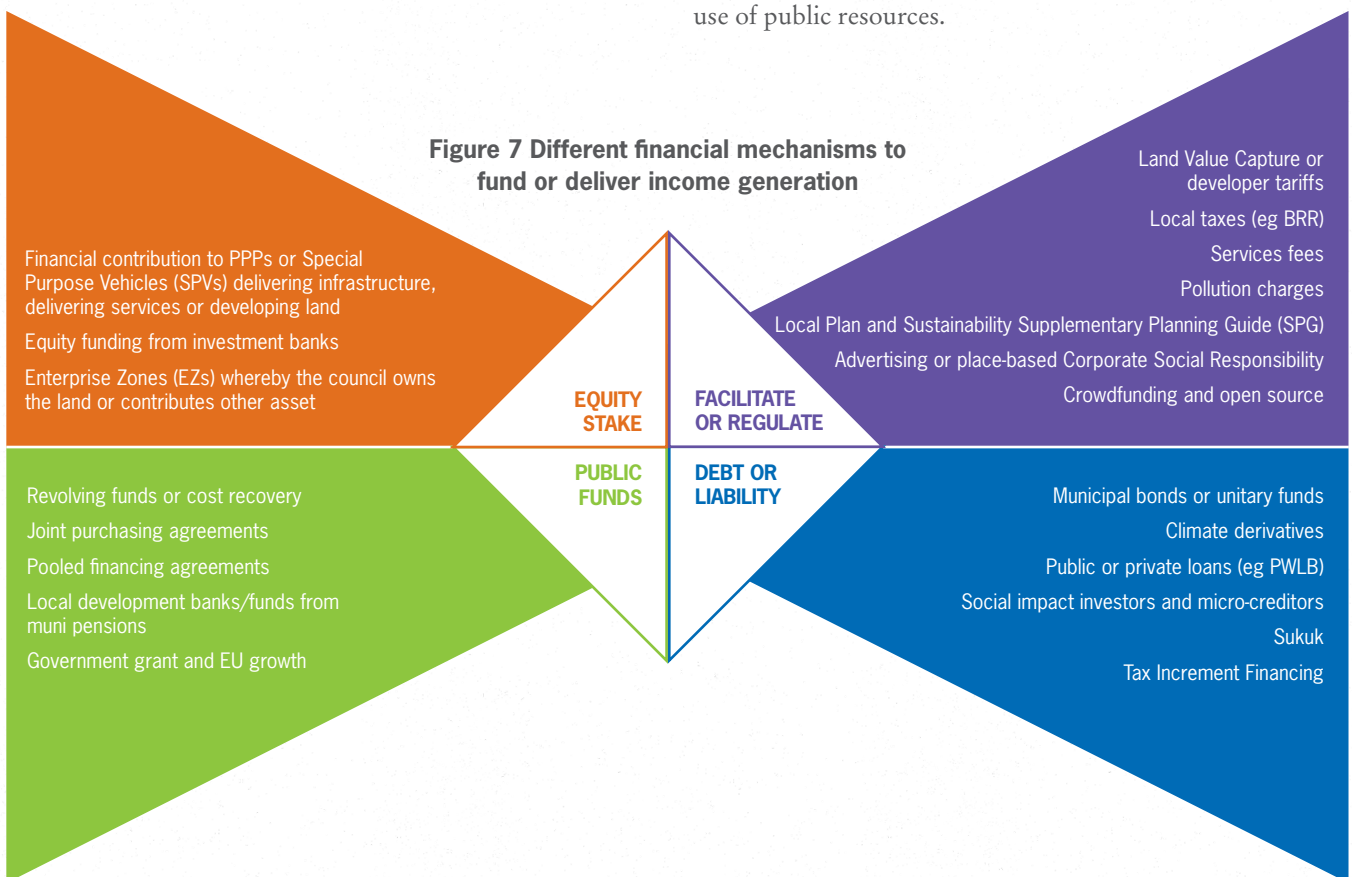 use of public resources.
Figure 7 Different financial mechanisms to
fund or deliver income generation
Financial contribution to PPPs or Special
Purpose Vehicles (SPVs) delivering infrastructure,
delivering services or developing land
Equity funding from investment banks
Enterprise Zones (EZs) whereby the council owns
the land or contributes other asset
EQUITY
STAKE
FACILITATE
OR REGULATE
Land Value Capture or
developer tariffs
Local taxes (eg BRR)
Services fees
Pollution charges
Local Plan and Sustainability Supplementary Planning Guide (SPG)
Advertising or place-based Corporate Social Responsibility
Crowdfunding and open source
PUBLIC
FUNDS
Revolving funds or cost recovery
Joint purchasing agreements
Pooled financing agreements
Local development banks/funds from
muni pensions
Government grant and EU growth
DEBT OR
LIABILITY
Municipal bonds or unitary funds
Climate derivatives
Public or private loans (eg PWLB)
Social impact investors and micro-creditors
Sukuk
Tax Increment Financing